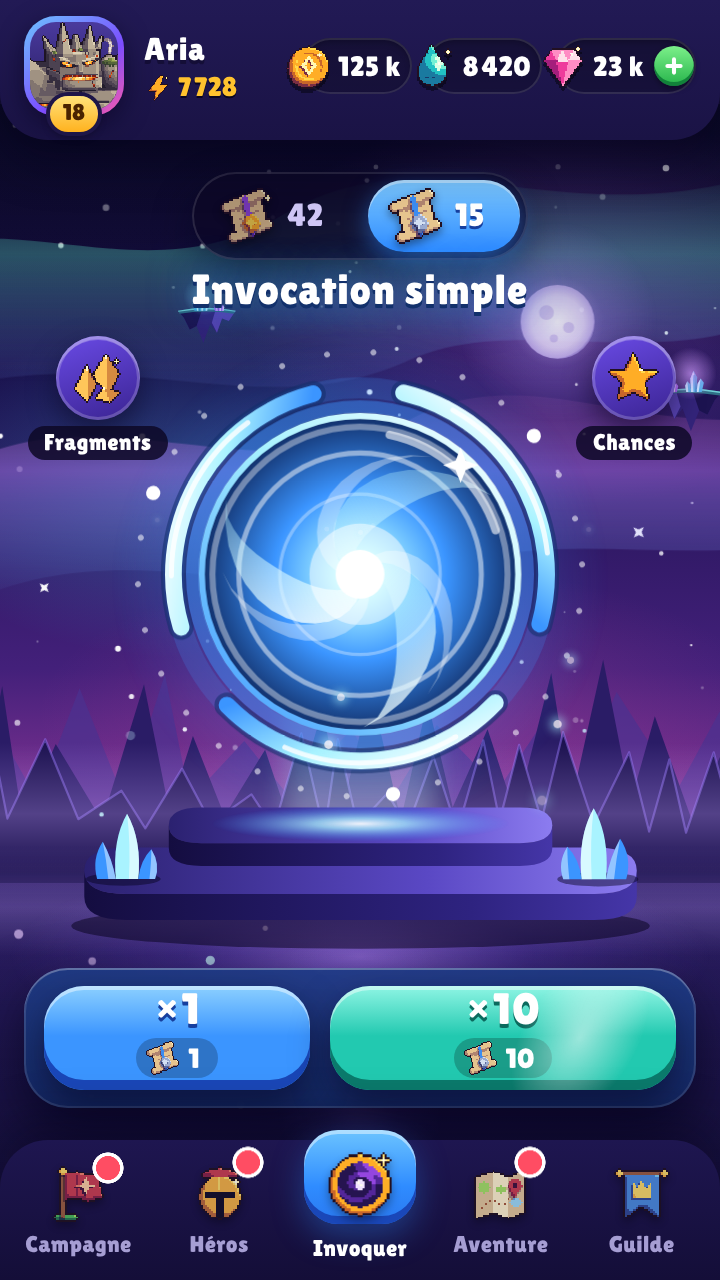 Aria
7728
18
125 k
8420
23 k
+
42
15
Invocation simple
Fragments
Chances
×1
1
×10
10
Campagne
Héros
Invoquer
Aventure
Guilde